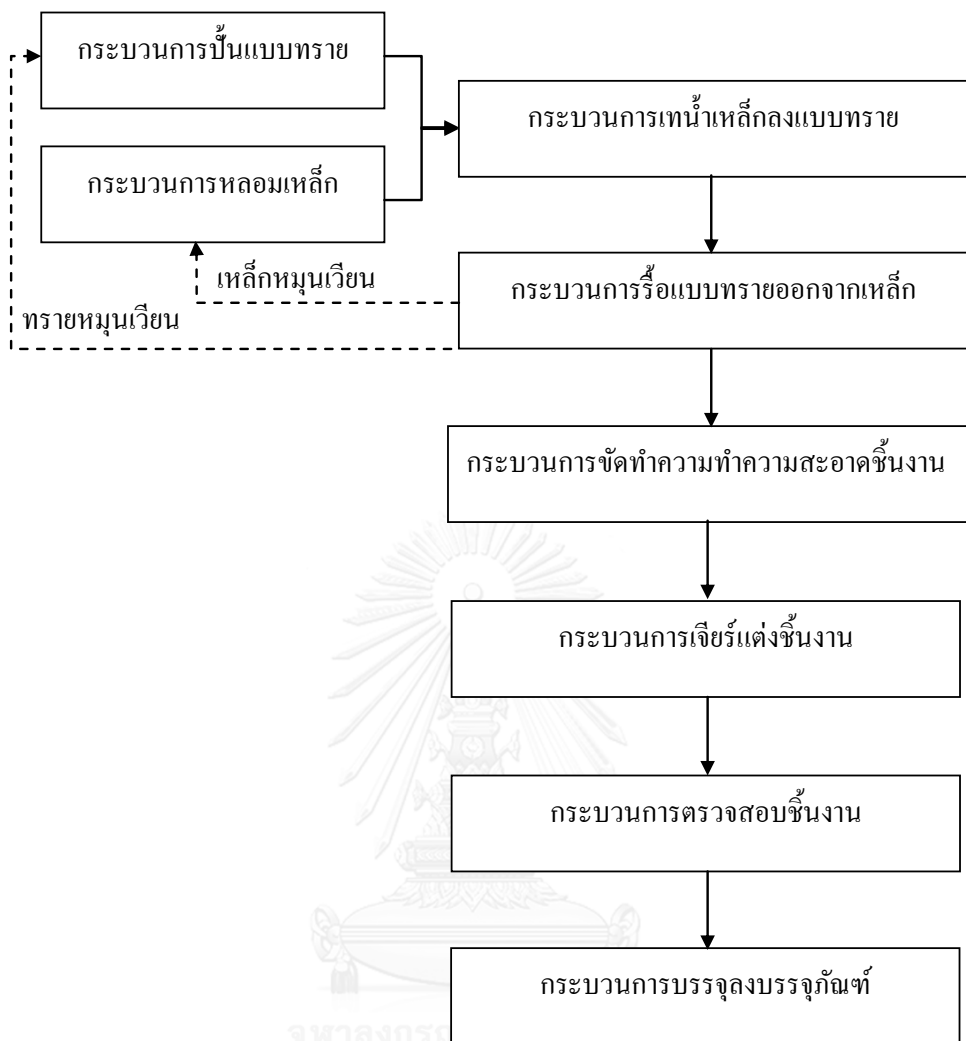 กระบวนการปั้นแบบทราย
กระบวนการเทน้ำเหล็กลงแบบทราย
กระบวนการหลอมเหล็ก
เหล็กหมุนเวียน
กระบวนการรื้อแบบทรายออกจากเหล็ก
ทรายหมุนเวียน
กระบวนการขัดทำความทำความสะอาดชิ้นงาน
กระบวนการเจียร์แต่งชิ้นงาน
กระบวนการตรวจสอบชิ้นงาน
กระบวนการบรรจุลงบรรจุภัณฑ์